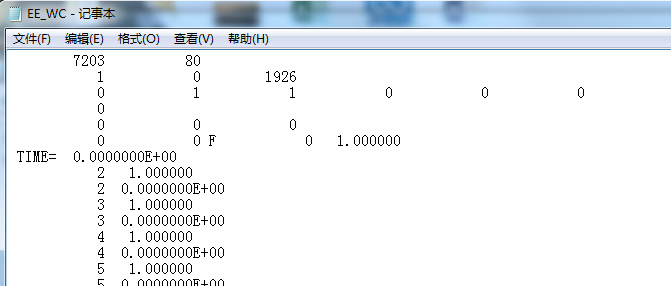 EE_WC - 记事本
文件(F) 编辑(E) 格式(O) 查看(V) 帮助(H)
7203 80
1 0 1926
0 1 1 0 0 0
0
0 0 0
0 0 F 0 1.000000
TIME= 0.0000000E+00
2 1.000000
2 0.0000000E+00
3 1.000000
3 0.0000000E+00
4 1.000000
4 0.0000000E+00
5 1.000000
5 0.0000000E+00